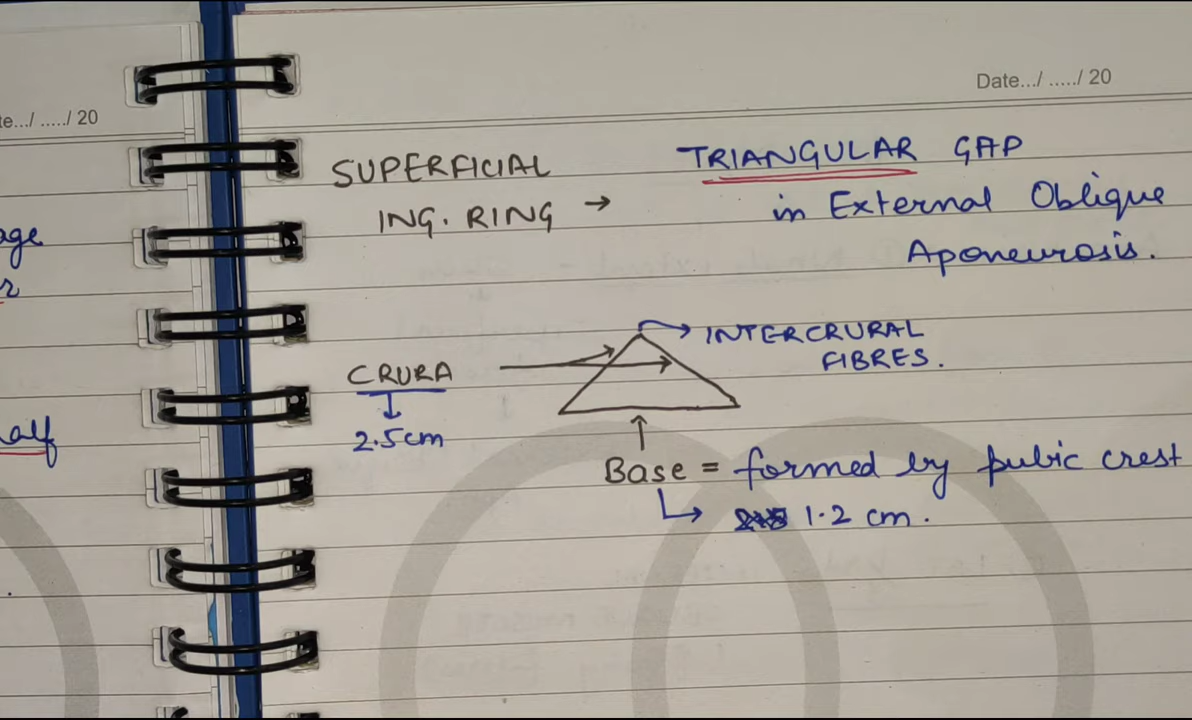 te.../ ...../ 20
Date.../ ...../ 20
SUPERFICIAL
ING. RING →
TRIANGULAR GAP
in External Oblique
Aponeurosis.
INTERCRURAL
FIBRES.
CRURA
2.5cm
Base = formed by pubic crest
1.2 cm.
age
alf